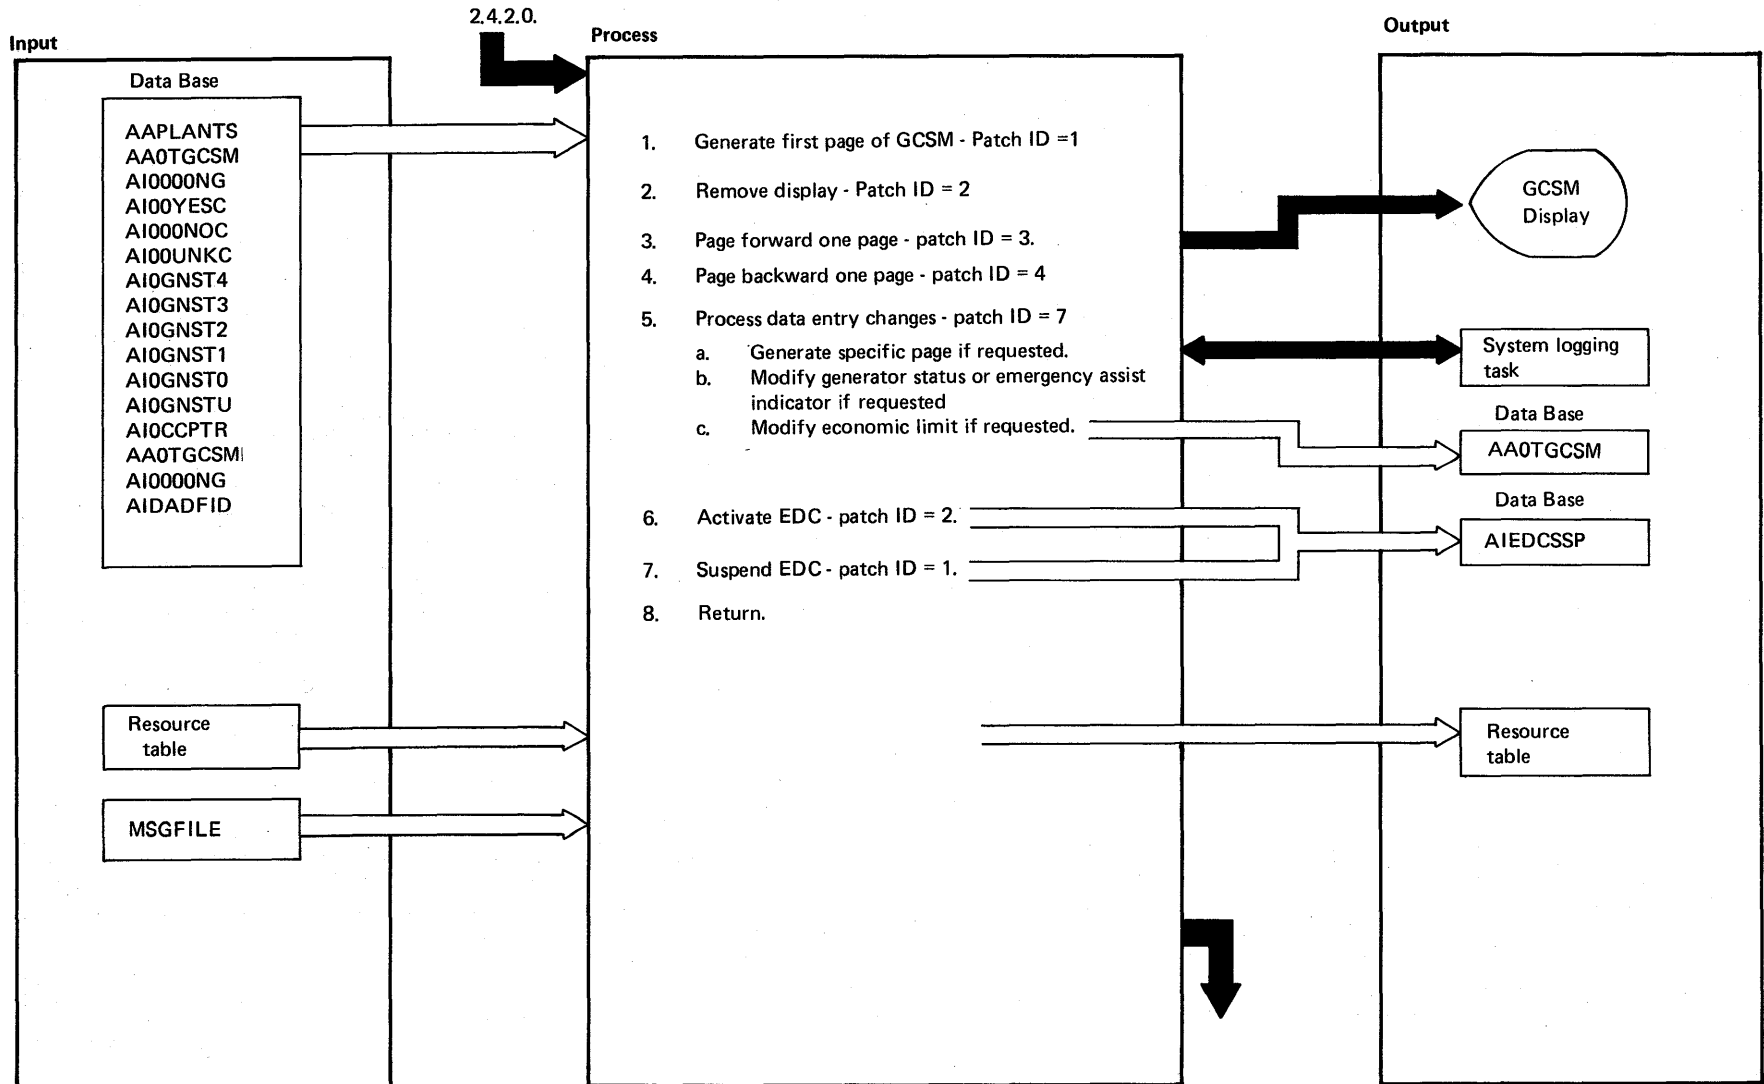 2.4.2.0.
Input
Process
Output
Data Base
AAPLANTS
AA0TGCSM
AI0000NG
AI00YESC
AI000NOC
AI00UNKC
AI0GNST4
AI0GNST3
AI0GNST2
AI0GNST1
AI0GNST0
AI0GNSTU
AI0CCPTR
AA0TGCSM
AI0000NG
AIDADFID
Resource
table
MSGFILE
1. Generate first page of GCSM - Patch ID =1
2. Remove display - Patch ID = 2
3. Page forward one page - patch ID = 3.
4. Page backward one page - patch ID = 4
5. Process data entry changes - patch ID = 7
a. Generate specific page if requested.
b. Modify generator status or emergency assist
indicator if requested
c. Modify economic limit if requested.
6. Activate EDC - patch ID = 2.
7. Suspend EDC - patch ID = 1.
8. Return.
GCSM
Display
System logging
task
Data Base
AA0TGCSM
Data Base
AIEDCSSP
Resource
table